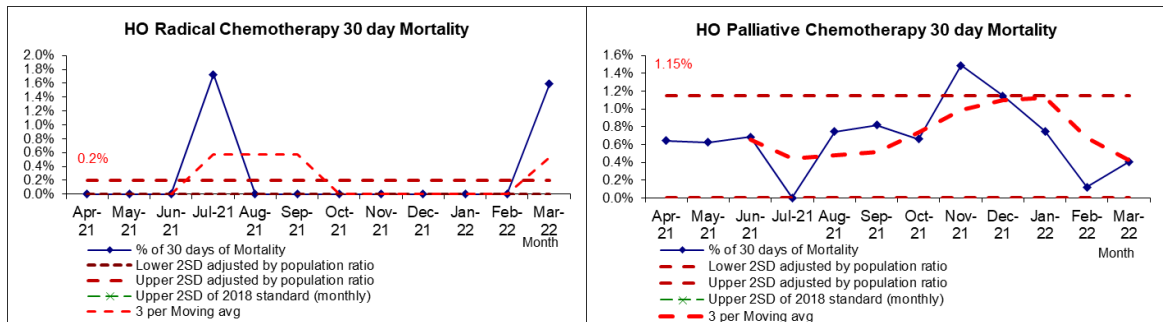 HO Radical Chemotherapy 30 day Mortality
2.0%
1.8%
1.6%
1.4%
1.2%
1.0%
0.8%
0.6%
0.4%
0.2%
0.0%
0.2%
Apr- May- Jun- Jul-21 Aug- Sep- Oct- Nov- Dec- Jan- Feb- Mar-
21 21 21 21 21 21 21 21 22 22 22
Month
% of 30 days of Mortality
Lower 2SD adjusted by population ratio
Upper 2SD adjusted by population ratio
Upper 2SD of 2018 standard (monthly)
3 per Moving avg
HO Palliative Chemotherapy 30 day Mortality
1.6%
1.4%
1.2%
1.0%
0.8%
0.6%
0.4%
0.2%
0.0%
1.15%
Apr- May- Jun- Jul-21 Aug- Sep- Oct- Nov- Dec- Jan- Feb- Mar-
21 21 21 21 21 21 21 21 22 22 22
Month
% of 30 days of Mortality
Lower 2SD adjusted by population ratio
Upper 2SD adjusted by population ratio
Upper 2SD of 2018 standard (monthly)
3 per Moving avg